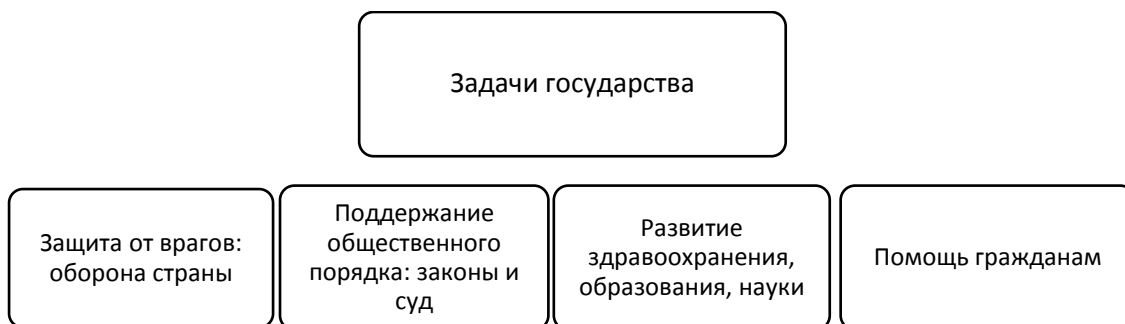 Задачи государства
Защита от врагов:
оборона страны
Поддержание
общественного
порядка: законы и
суд
Развитие
здравоохранения,
образования, науки
Помощь гражданам